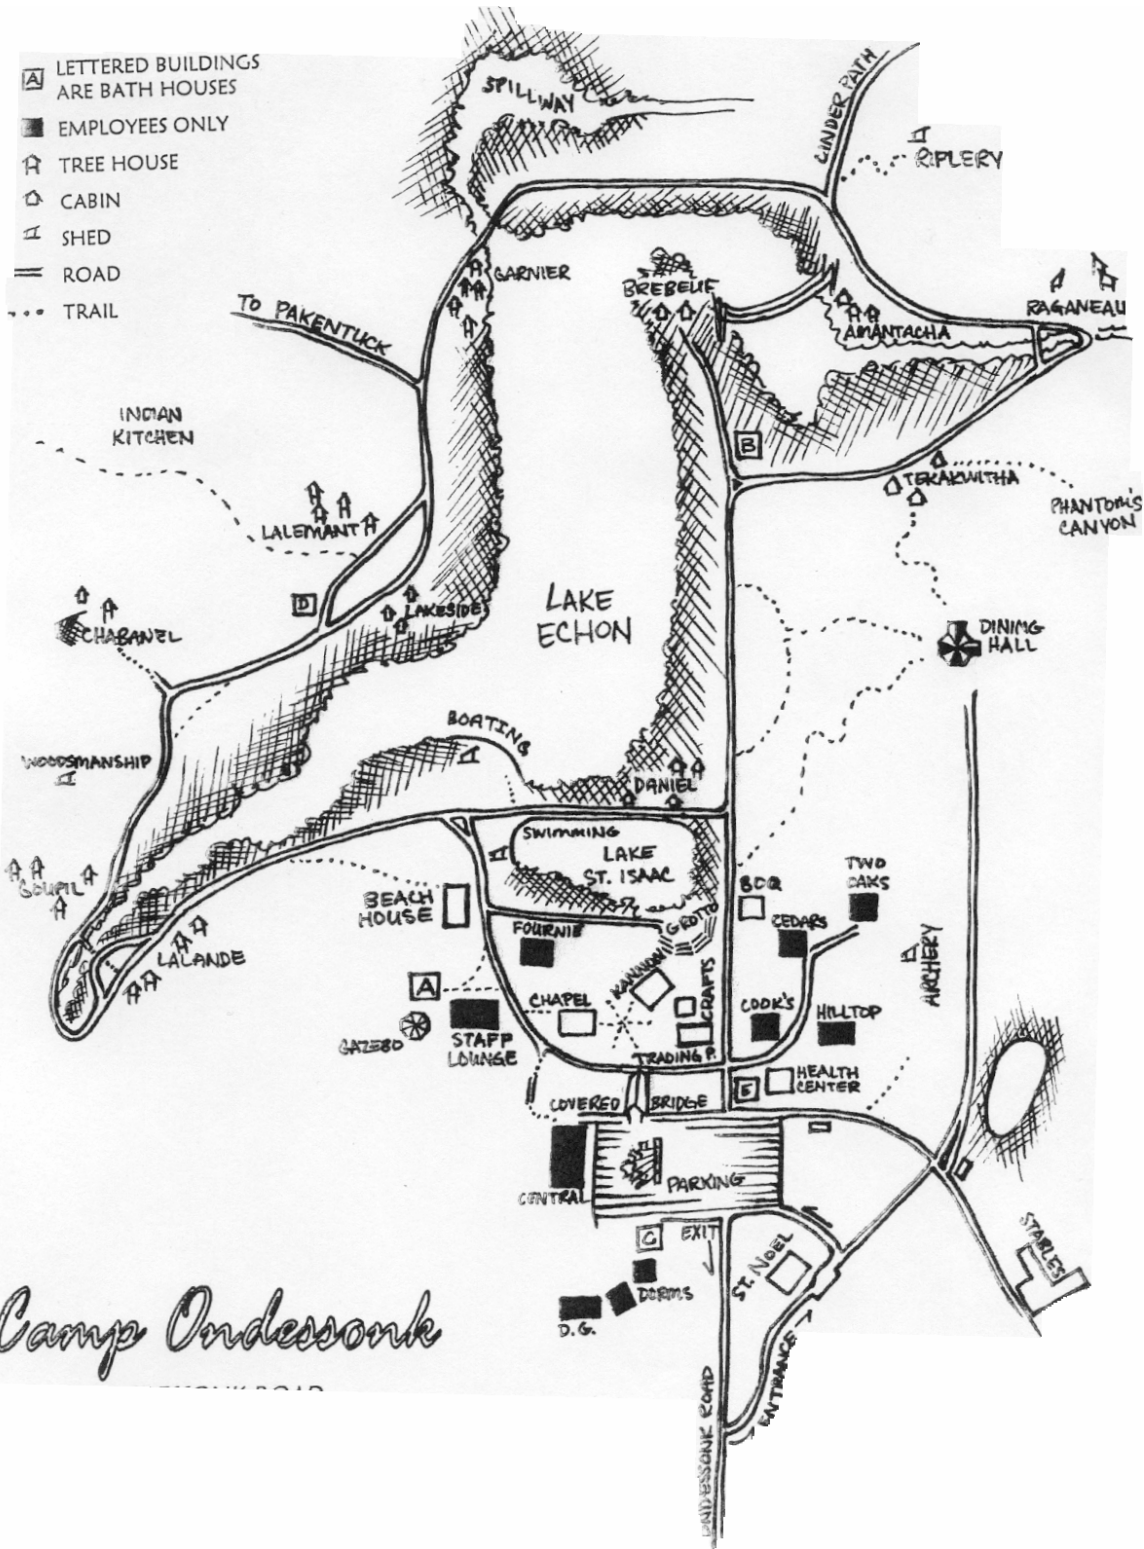 A LETTERED BUILDINGS
ARE BATH HOUSES
EMPLOYEES ONLY
TREE HOUSE
CABIN
SHED
ROAD
TRAIL
SPILLWAY
CINDER PATH
RIPLERY
GARNIER
BREBEUF
RAGANEAU
AMANTACHA
TO PAKENTUCK
INDIAN
KITCHEN
B
TEKAKWITHA
PHANTOM'S
CANYON
LALEMANT
D
LAKESIDE
LAKE
ECHON
CHABANEL
DINING
HALL
BOATING
WOODSMANSHIP
DANIEL
SWIMMING
LAKE
ST. ISAAC
GOUPIL
BEACH
HOUSE
GROTTO
BDQ
TWO
OAKS
CEDARS
FOURNIE
LALANDE
ARCHERY
A
KANNON
CRAFTS
CHAPEL
COOK'S
HILLTOP
GAZEBO
STAFF
LOUNGE
TRADING P.
E
HEALTH
CENTER
COVERED BRIDGE
CENTRAL
PARKING
C
EXIT
ST. NOEL
STABLES
DORMS
D.G.
Camp Ondessonk
ENTRANCE
ONDESSONK ROAD